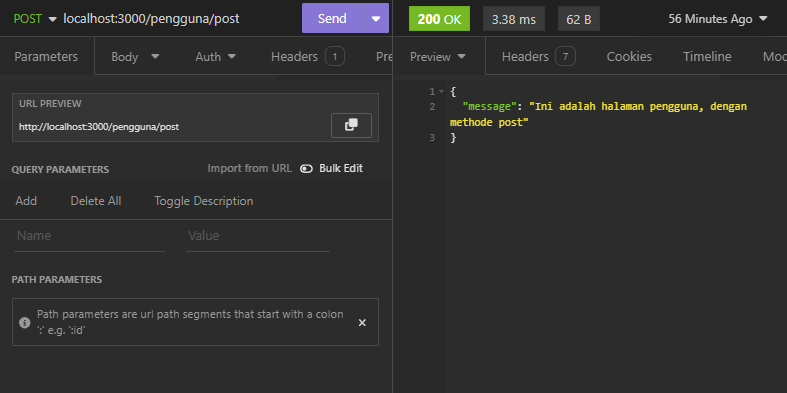 POST localhost:3000/pengguna/post Send
Parameters Body Auth Headers 1 Pre
URL PREVIEW
http://localhost:3000/pengguna/post
QUERY PARAMETERS Import from URL Bulk Edit
Add Delete All Toggle Description
Name Value
PATH PARAMETERS
Path parameters are url path segments that start with a colon
':' e.g. ':id'
200 OK 3.38 ms 62 B 56 Minutes Ago
Preview Headers 7 Cookies Timeline Moc
1 {
2 "message": "Ini adalah halaman pengguna, dengan
methode post"
3 }